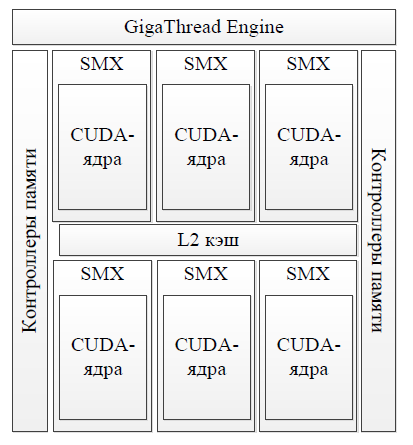 GigaThread Engine
Контроллеры памяти
SMX
SMX
SMX
CUDA-
ядра
CUDA-
ядра
CUDA-
ядра
L2 кэш
SMX
SMX
SMX
CUDA-
ядра
CUDA-
ядра
CUDA-
ядра
Контроллеры памяти